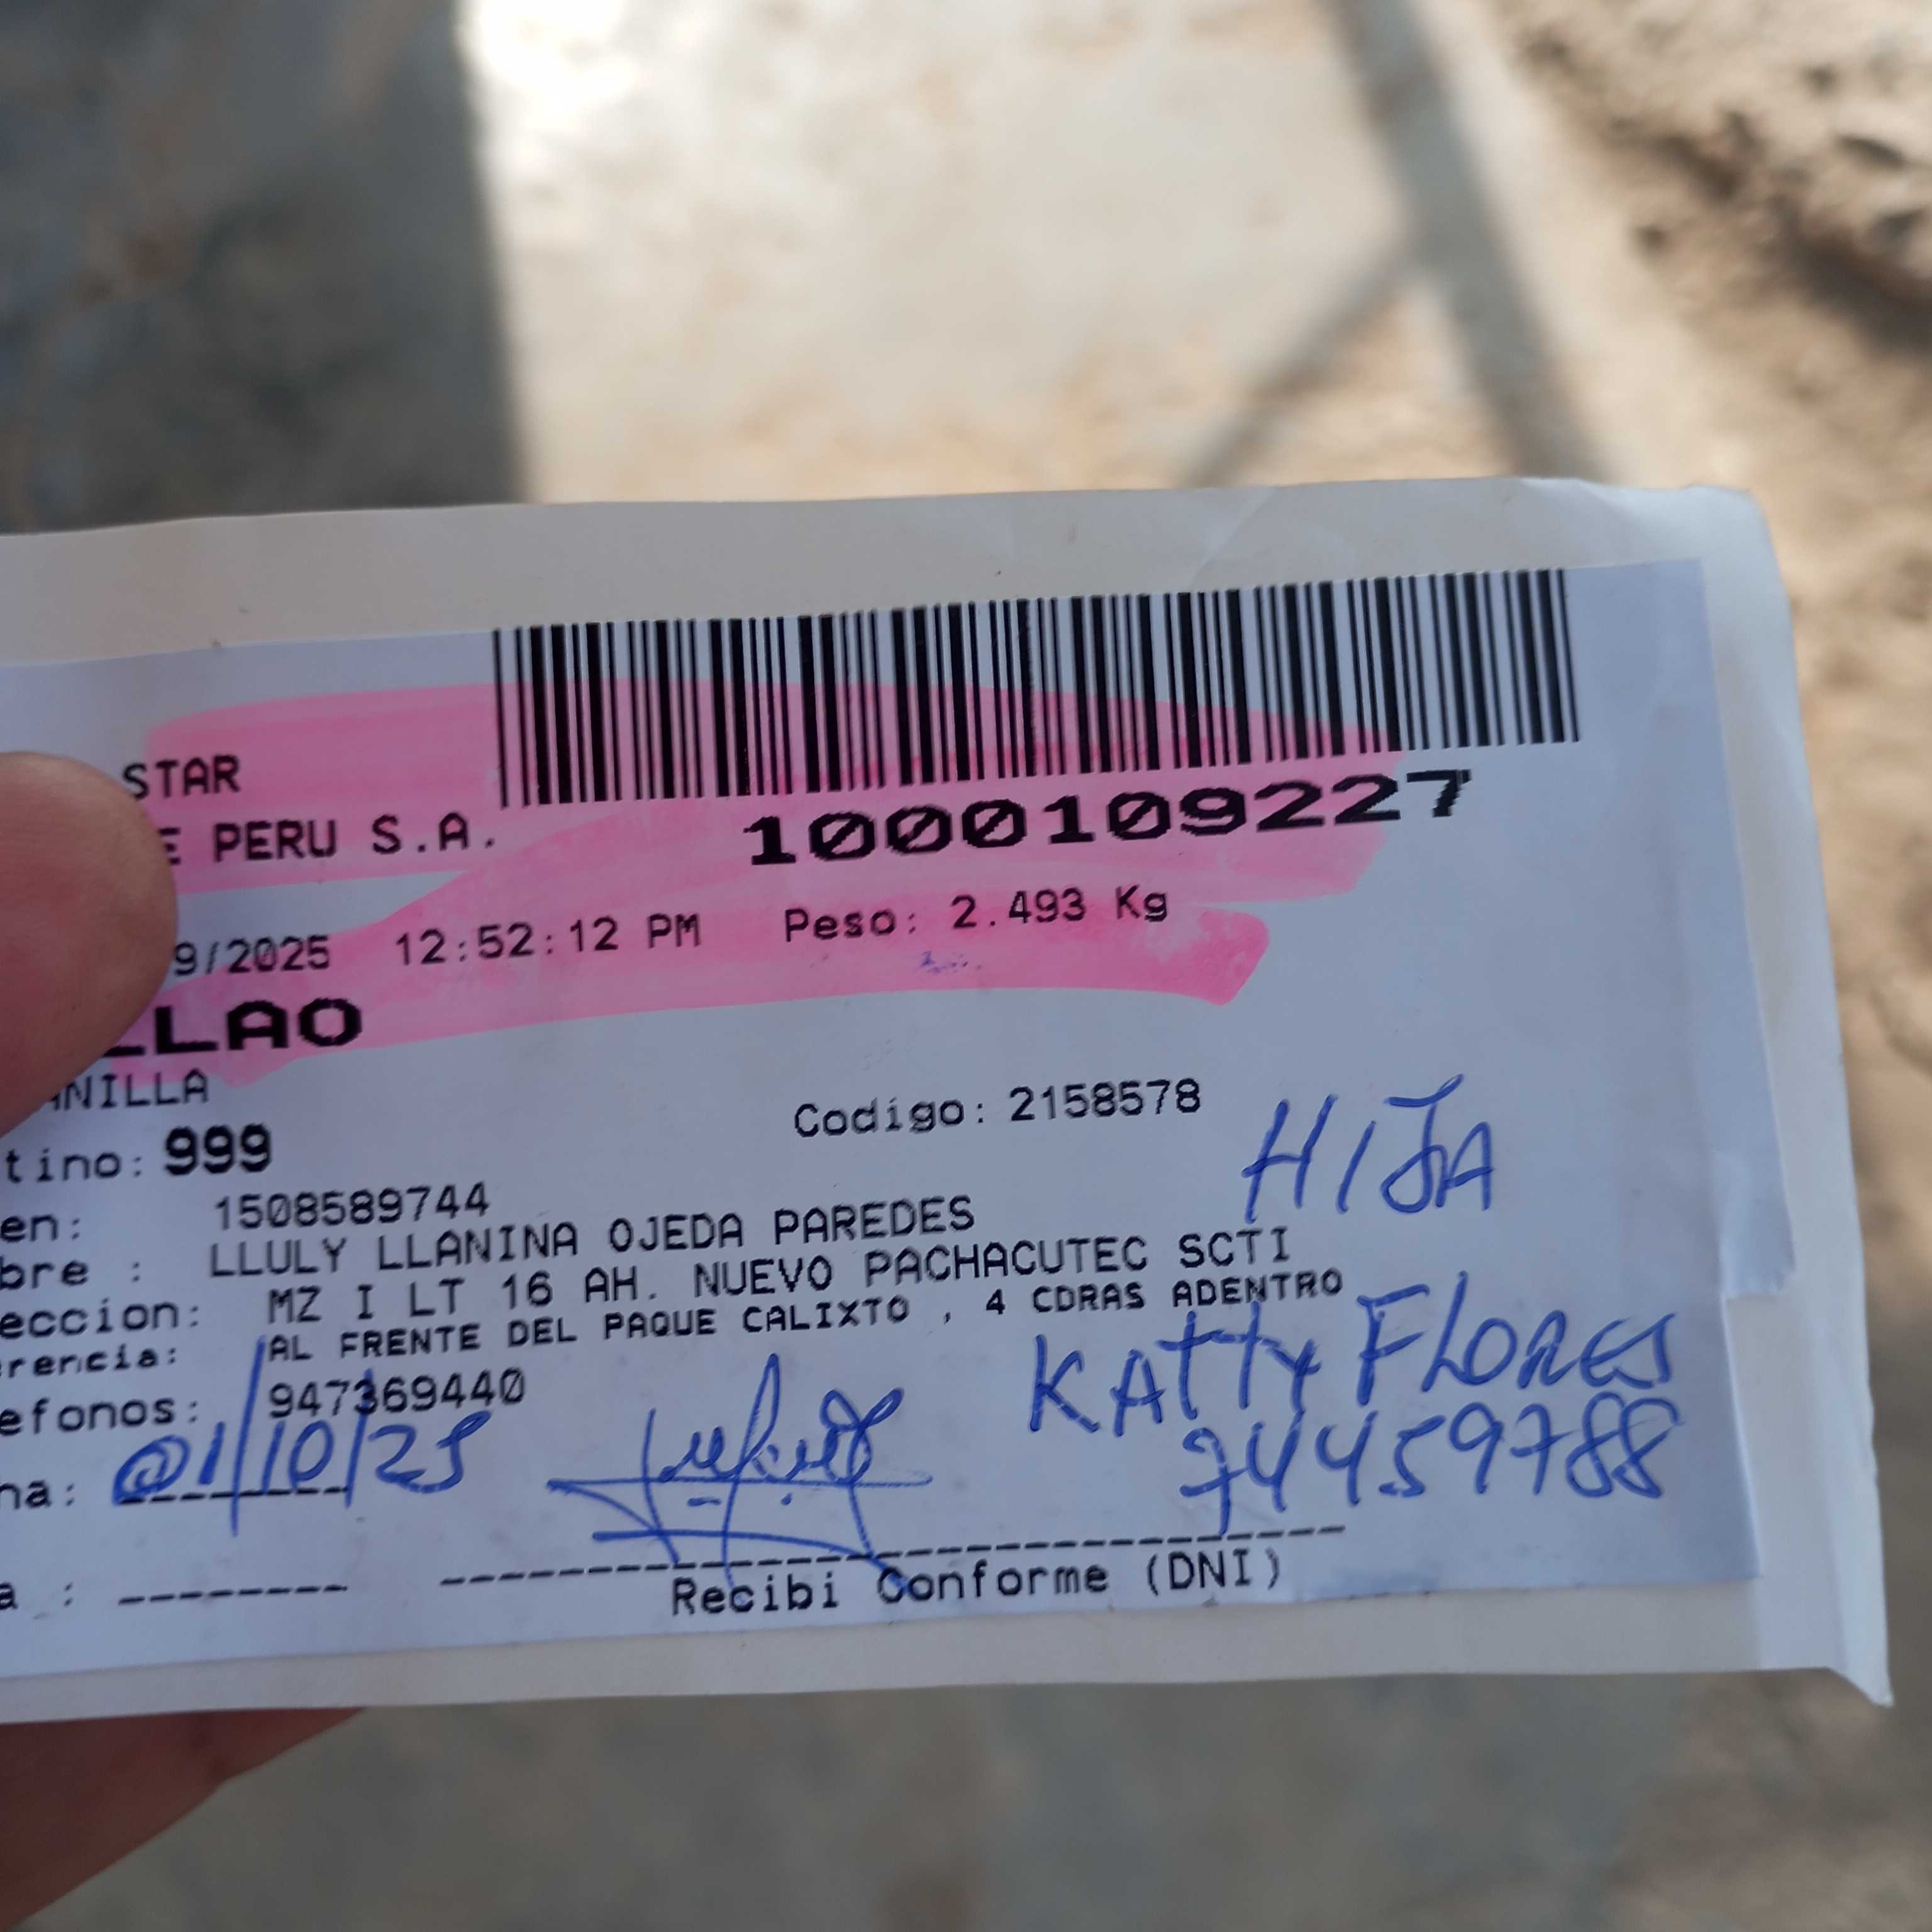 STAR
E PERU S.A.
1000109227
9/2025 12:52:12 PM Peso: 2.493 Kg
LLAO
ANILLA
Codigo: 2158578
tino: 999
HIJA
en: 1508589744
bre : LLULY LLANINA OJEDA PAREDES
eccion: MZ I LT 16 AH. NUEVO PACHACUTEC SCTI
erencia: AL FRENTE DEL PAQUE CALIXTO , 4 CDRAS ADENTRO
efonos: 947369440
KATTY FLORES
ha: 01/10/25
74459788
a :
Recibi Conforme (DNI)